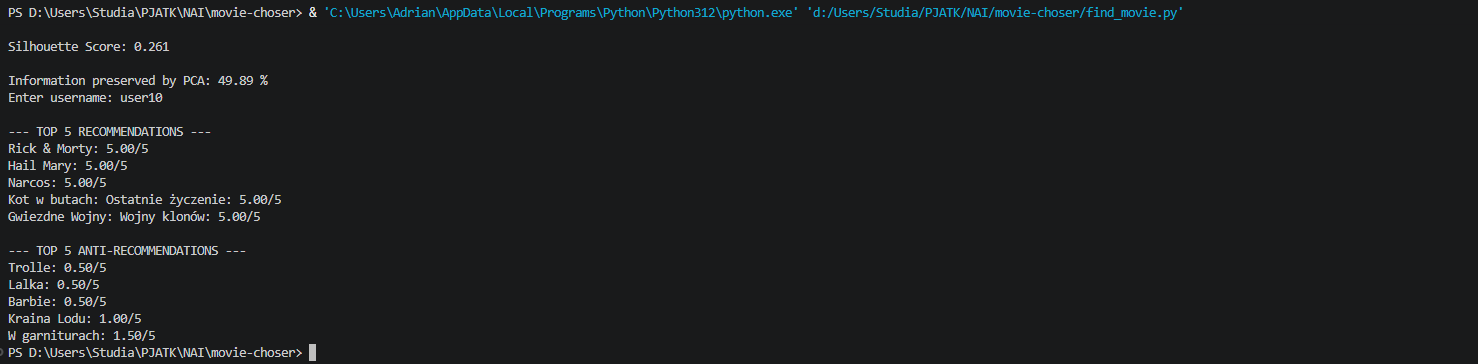 PS D:\Users\Studia\PJATK\NAI\movie-choser> & 'C:\Users\Adrian\AppData\Local\Programs\Python\Python312\python.exe' 'd:/Users/Studia/PJATK/NAI/movie-choser/find_movie.py'
Silhouette Score: 0.261
Information preserved by PCA: 49.89 %
Enter username: user10
--- TOP 5 RECOMMENDATIONS ---
Rick & Morty: 5.00/5
Hail Mary: 5.00/5
Narcos: 5.00/5
Kot w butach: Ostatnie życzenie: 5.00/5
Gwiezdne Wojny: Wojny klonów: 5.00/5
--- TOP 5 ANTI-RECOMMENDATIONS ---
Trolle: 0.50/5
Lalka: 0.50/5
Barbie: 0.50/5
Kraina Lodu: 1.00/5
W garniturach: 1.50/5
PS D:\Users\Studia\PJATK\NAI\movie-choser>